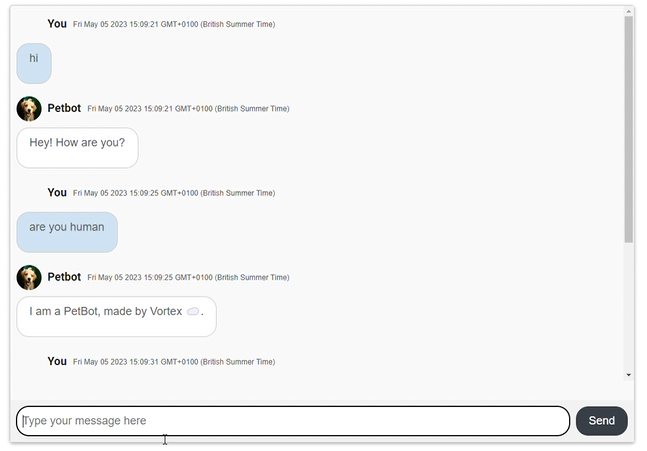 You Fri May 05 2023 15:09:21 GMT+0100 (British Summer Time)
hi
Petbot Fri May 05 2023 15:09:21 GMT+0100 (British Summer Time)
Hey! How are you?
You Fri May 05 2023 15:09:25 GMT+0100 (British Summer Time)
are you human
Petbot Fri May 05 2023 15:09:25 GMT+0100 (British Summer Time)
I am a PetBot, made by Vortex ☁️.
You Fri May 05 2023 15:09:31 GMT+0100 (British Summer Time)
Type your message here
Send